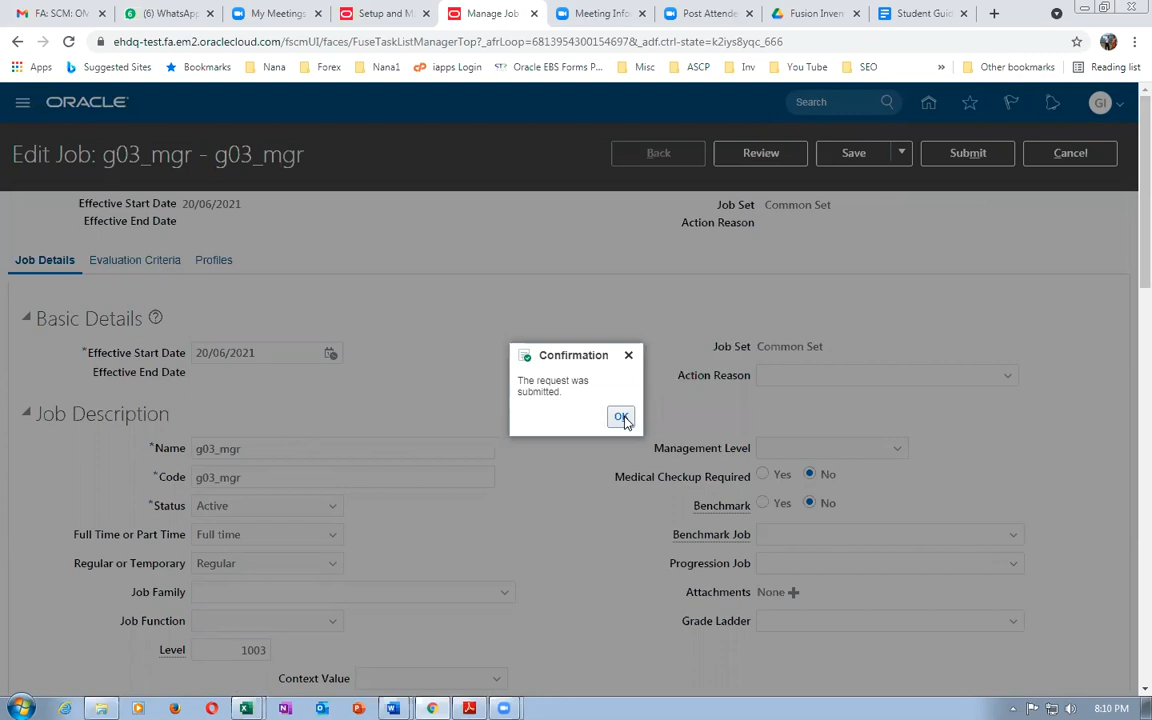 FA: SCM: OM
(6) WhatsApp
My Meetings
Setup and M
Manage Job
Meeting Info
Post Attende
Fusion Inven
Student Guid
ehdq-test.fa.em2.oraclecloud.com/fscmUI/faces/FuseTaskListManagerTop?_afrLoop=6813954300154697&_adf.ctrl-state=k2iys8yqc_666
Apps
Suggested Sites
Bookmarks
Nana
Forex
Nana1
iapps Login
Oracle EBS Forms P...
Misc
ASCP
Inv
You Tube
SEO
»
Other bookmarks
Reading list
ORACLE
Search
GI
Edit Job: g03_mgr - g03_mgr
Back
Review
Save
Submit
Cancel
Effective Start Date 20/06/2021
Job Set Common Set
Effective End Date
Action Reason
Job Details
Evaluation Criteria
Profiles
Basic Details
*Effective Start Date 20/06/2021
Job Set Common Set
Effective End Date
Action Reason
Confirmation
The request was
submitted.
OK
Job Description
*Name g03_mgr
Management Level
*Code g03_mgr
Medical Checkup Required Yes No
*Status Active
Benchmark Yes No
Full Time or Part Time Full time
Benchmark Job
Regular or Temporary Regular
Progression Job
Job Family
Attachments None
Job Function
Grade Ladder
Level 1003
Context Value
8:10 PM